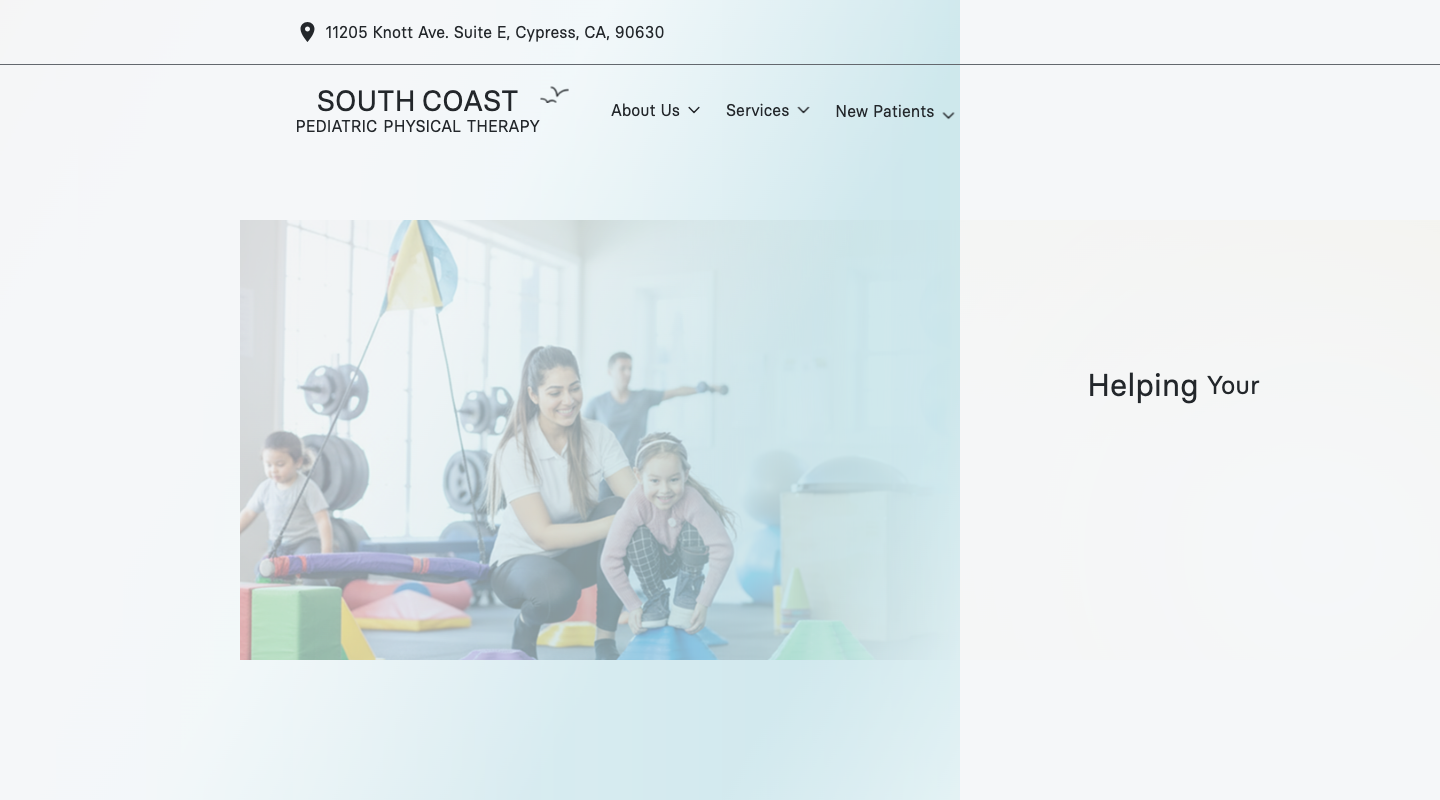 11205 Knott Ave. Suite E, Cypress, CA, 90630
SOUTH COAST
PEDIATRIC PHYSICAL THERAPY
About Us
Services
New Patients
Helping Your